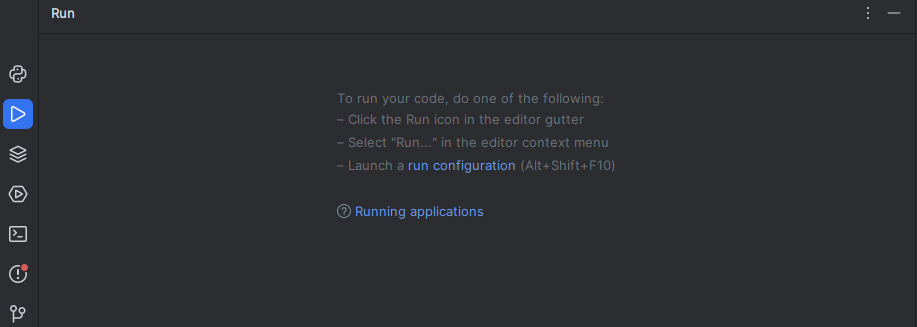 Run
To run your code, do one of the following:
– Click the Run icon in the editor gutter
– Select "Run..." in the editor context menu
– Launch a run configuration (Alt+Shift+F10)
Running applications